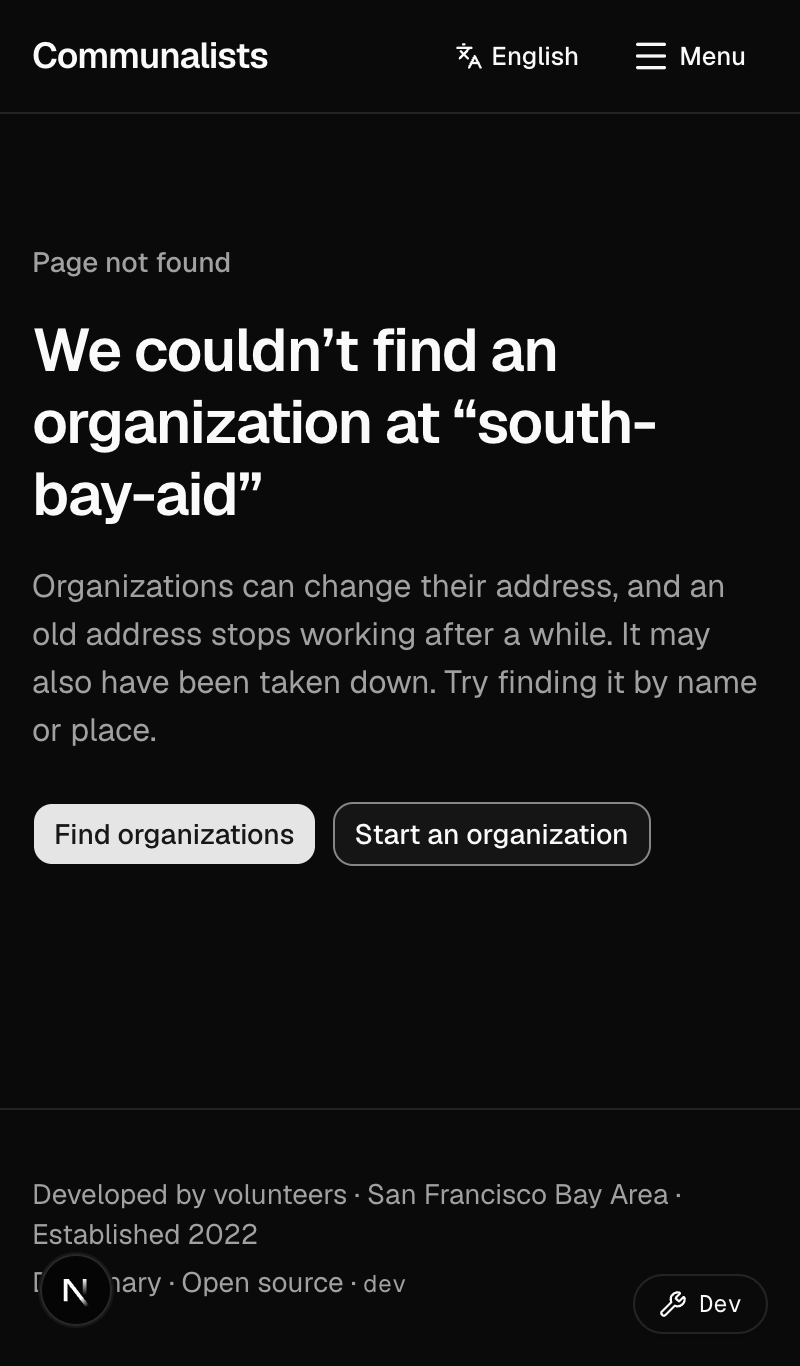 Communalists
English
Menu
Page not found
We couldn’t find an
organization at “south-
bay-aid”
Organizations can change their address, and an
old address stops working after a while. It may
also have been taken down. Try finding it by name
or place.
Find organizations
Start an organization
Developed by volunteers · San Francisco Bay Area ·
Established 2022
· Open source · dev
N
Dev